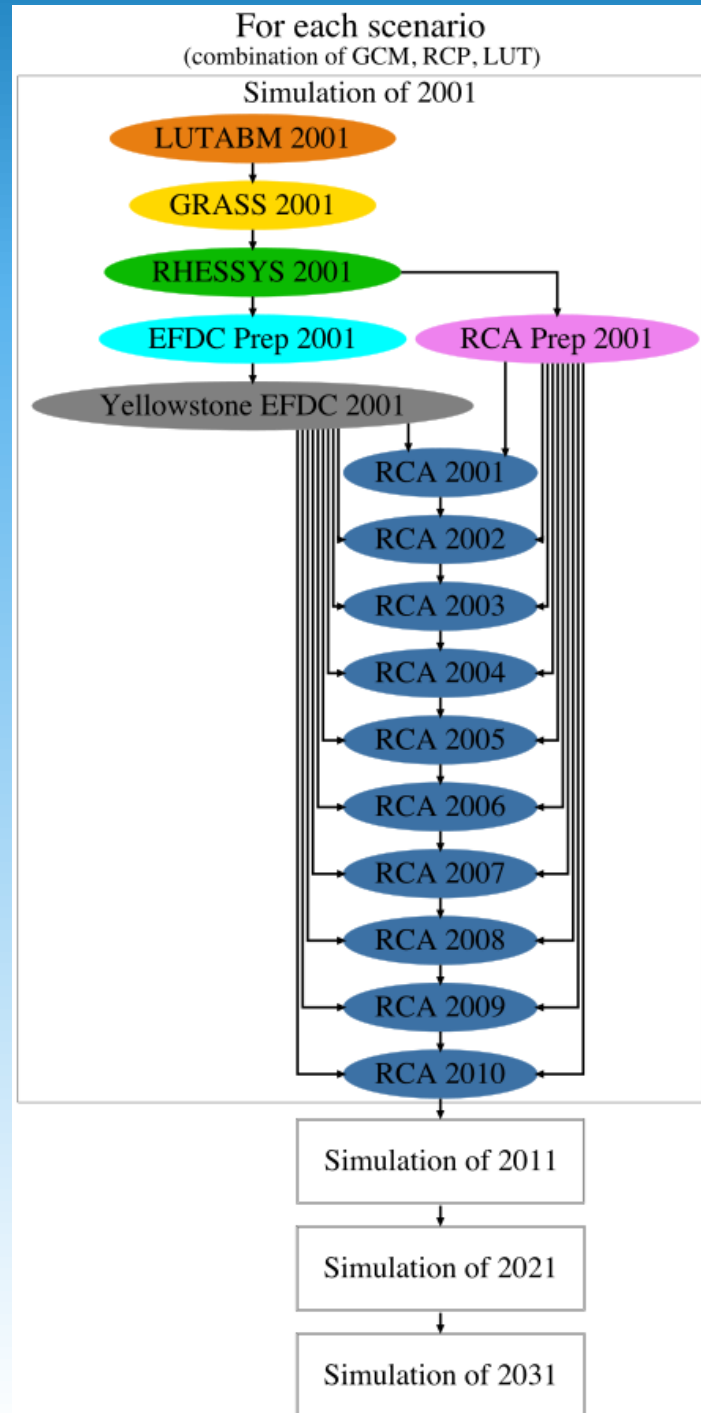 For each scenario
(combination of GCM, RCP, LUT)
Simulation of 2001
LUTABM 2001
GRASS 2001
RHESSYS 2001
EFDC Prep 2001
RCA Prep 2001
Yellowstone EFDC 2001
RCA 2001
RCA 2002
RCA 2003
RCA 2004
RCA 2005
RCA 2006
RCA 2007
RCA 2008
RCA 2009
RCA 2010
Simulation of 2011
Simulation of 2021
Simulation of 2031